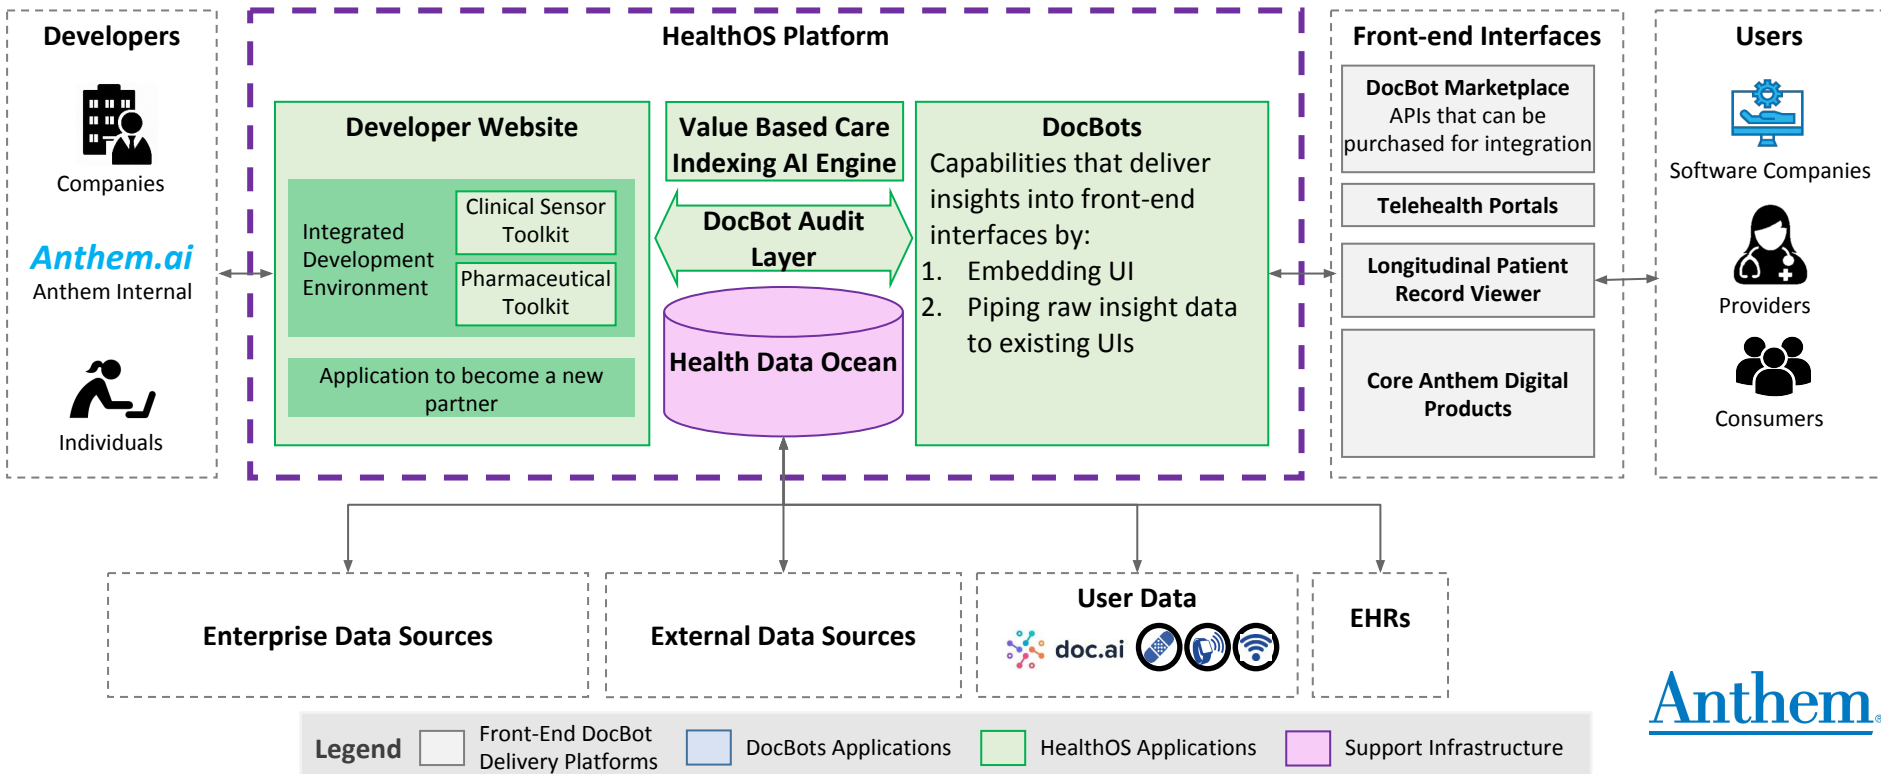 Developers
Companies
Anthem.ai
Anthem Internal
Individuals
HealthOS Platform
Developer Website
Integrated
Development
Environment
Clinical Sensor
Toolkit
Pharmaceutical
Toolkit
Application to become a new
partner
Value Based Care
Indexing AI Engine
DocBot Audit
Layer
Health Data Ocean
DocBots
Capabilities that deliver
insights into front-end
interfaces by:
1. Embedding UI
2. Piping raw insight data
to existing UIs
Front-end Interfaces
DocBot Marketplace
APIs that can be
purchased for integration
Telehealth Portals
Longitudinal Patient
Record Viewer
Core Anthem Digital
Products
Users
Software Companies
Providers
Consumers
Enterprise Data Sources
External Data Sources
User Data
doc.ai
EHRs
Anthem®
Legend
Front-End DocBot
Delivery Platforms
DocBots Applications
HealthOS Applications
Support Infrastructure